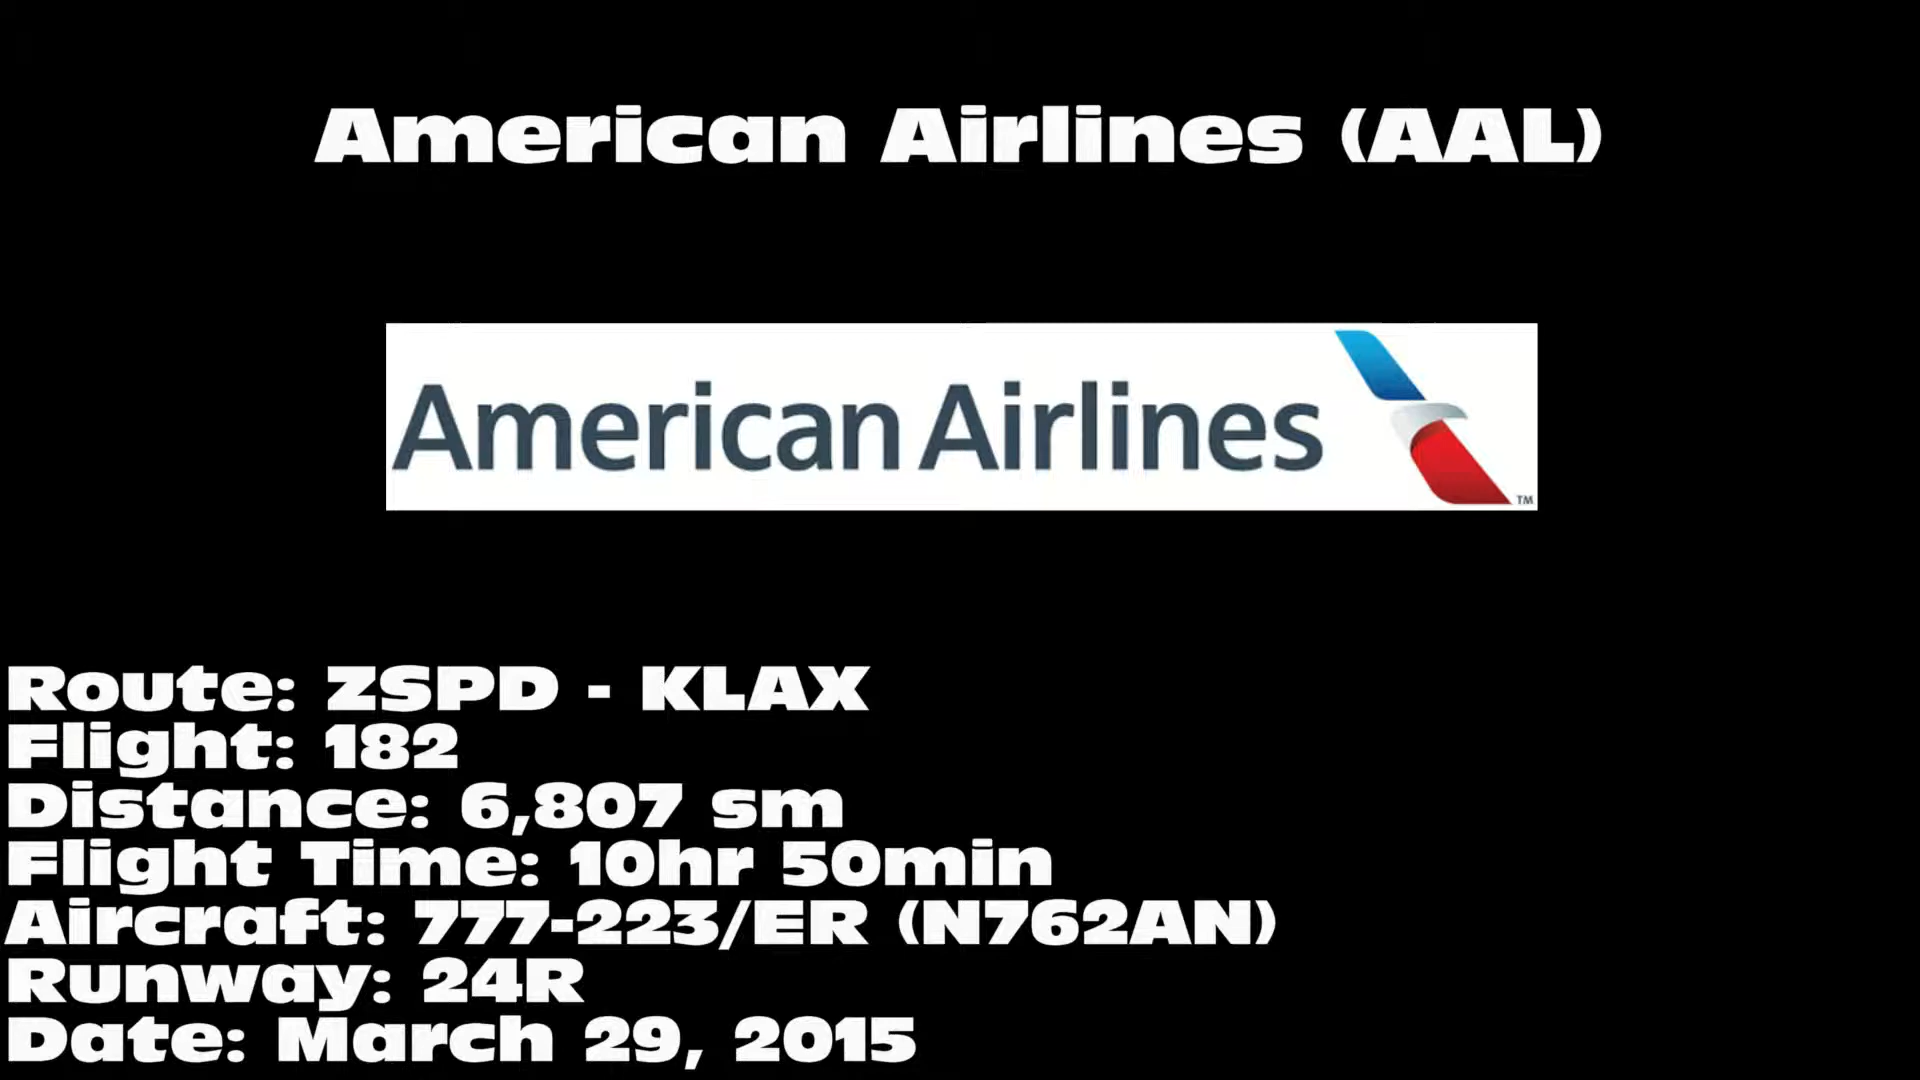 American Airlines (AAL)
American Airlines
TM
Route: ZSPD - KLAX
Flight: 182
Distance: 6,807 sm
Flight Time: 10hr 50min
Aircraft: 777-223/ER (N762AN)
Runway: 24R
Date: March 29, 2015